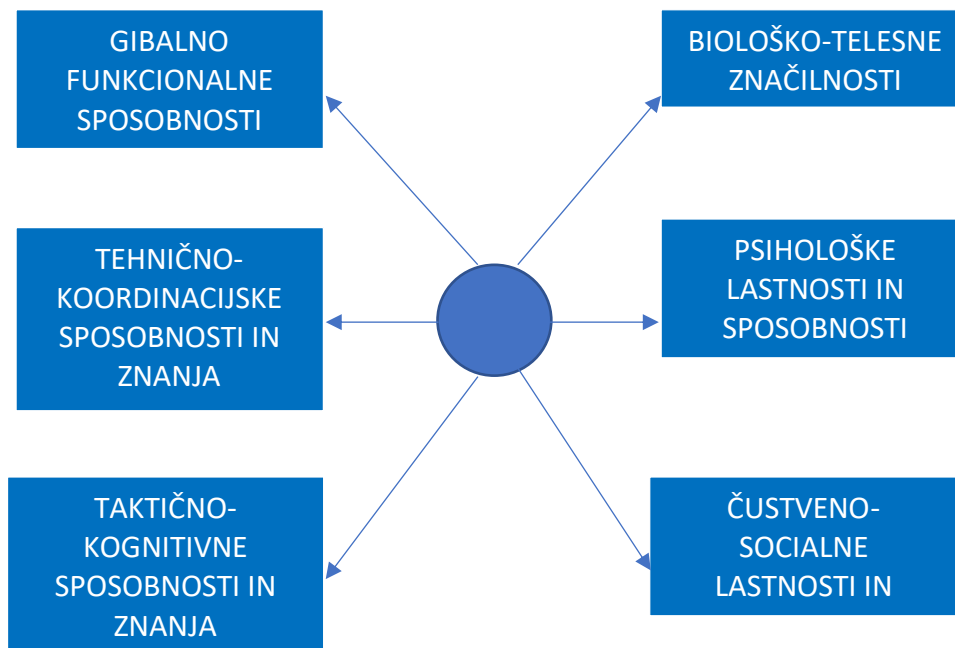 GIBALNO
FUNKCIONALNE
SPOSOBNOSTI
BIOLOŠKO-TELESNE
ZNAČILNOSTI
TEHNIČNO-
KOORDINACIJSKE
SPOSOBNOSTI IN
ZNANJA
PSIHOLOŠKE
LASTNOSTI IN
SPOSOBNOSTI
TAKTIČNO-
KOGNITIVNE
SPOSOBNOSTI IN
ZNANJA
ČUSTVENO-
SOCIALNE
LASTNOSTI IN